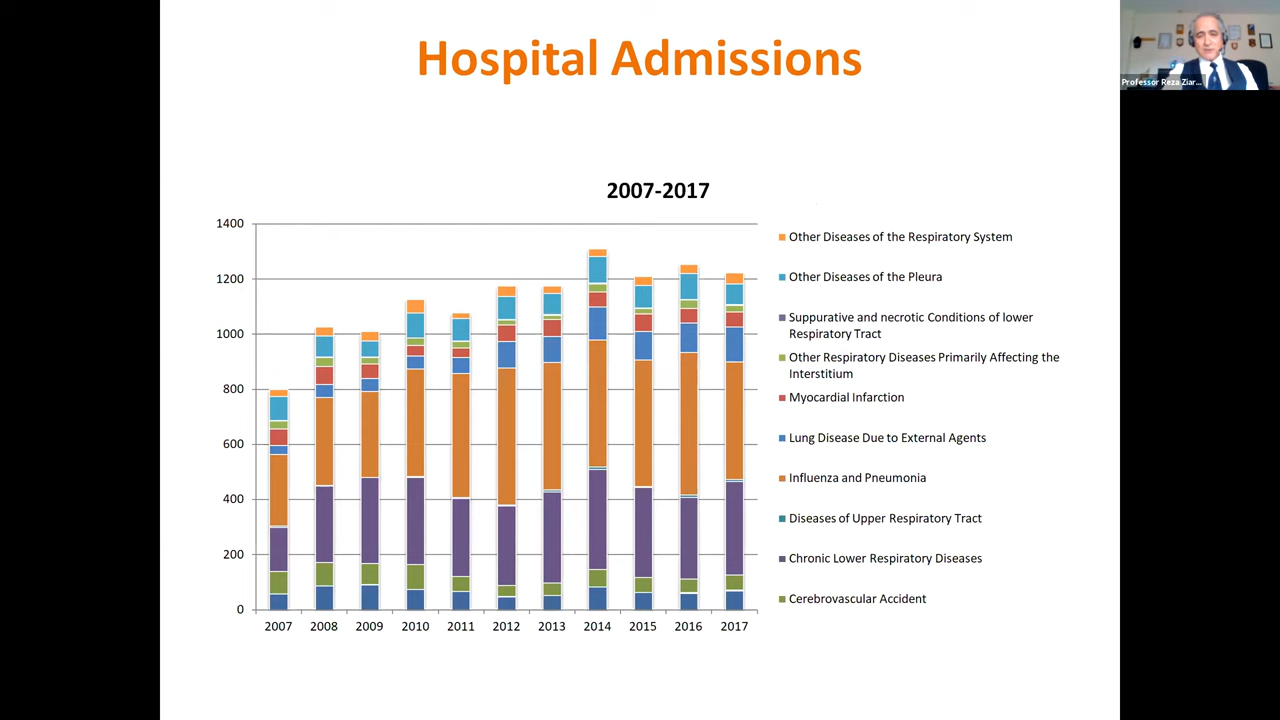 Hospital Admissions
Professor Reza Ziar...
2007-2017
1400
1200
1000
800
600
400
200
0
2007 2008 2009 2010 2011 2012 2013 2014 2015 2016 2017
Other Diseases of the Respiratory System
Other Diseases of the Pleura
Suppurative and necrotic Conditions of lower
Respiratory Tract
Other Respiratory Diseases Primarily Affecting the
Interstitium
Myocardial Infarction
Lung Disease Due to External Agents
Influenza and Pneumonia
Diseases of Upper Respiratory Tract
Chronic Lower Respiratory Diseases
Cerebrovascular Accident